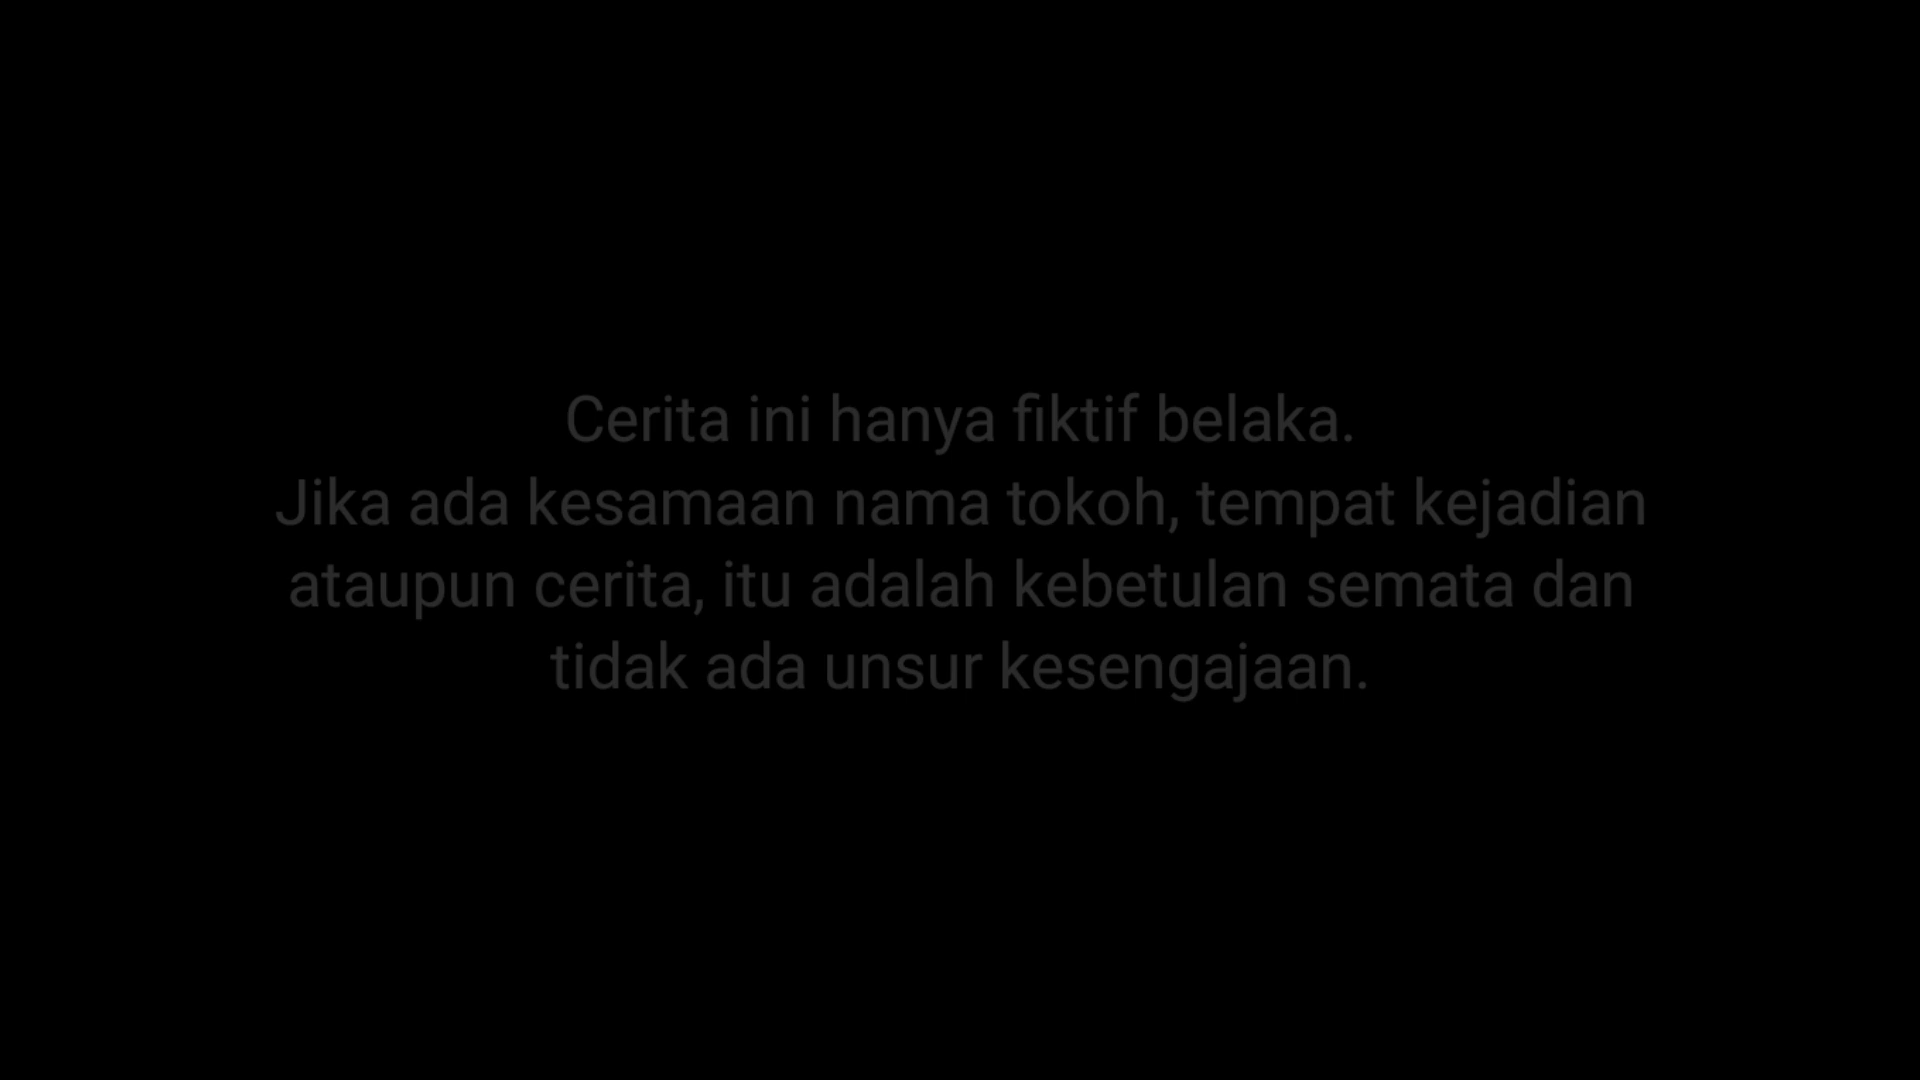 Cerita ini hanya fiktif belaka.
Jika ada kesamaan nama tokoh, tempat kejadian
ataupun cerita, itu adalah kebetulan semata dan
tidak ada unsur kesengajaan.